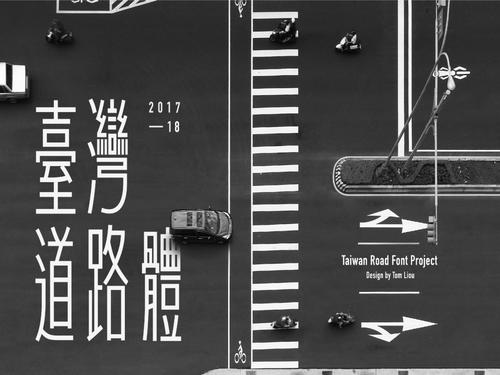 臺灣
2017
—18
道路體
Taiwan Road Font Project
Design by Tom Liou